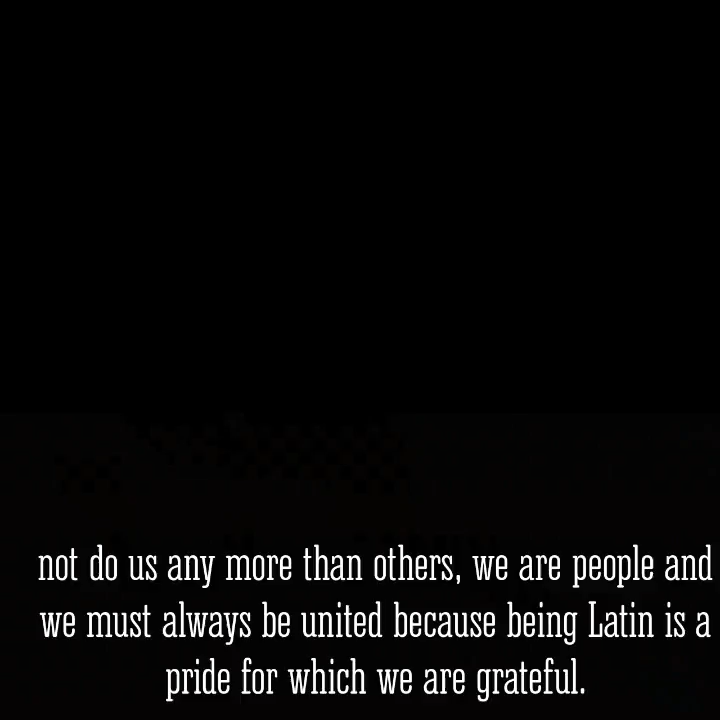 not do us any more than others, we are people and
we must always be united because being Latin is a
pride for which we are grateful.